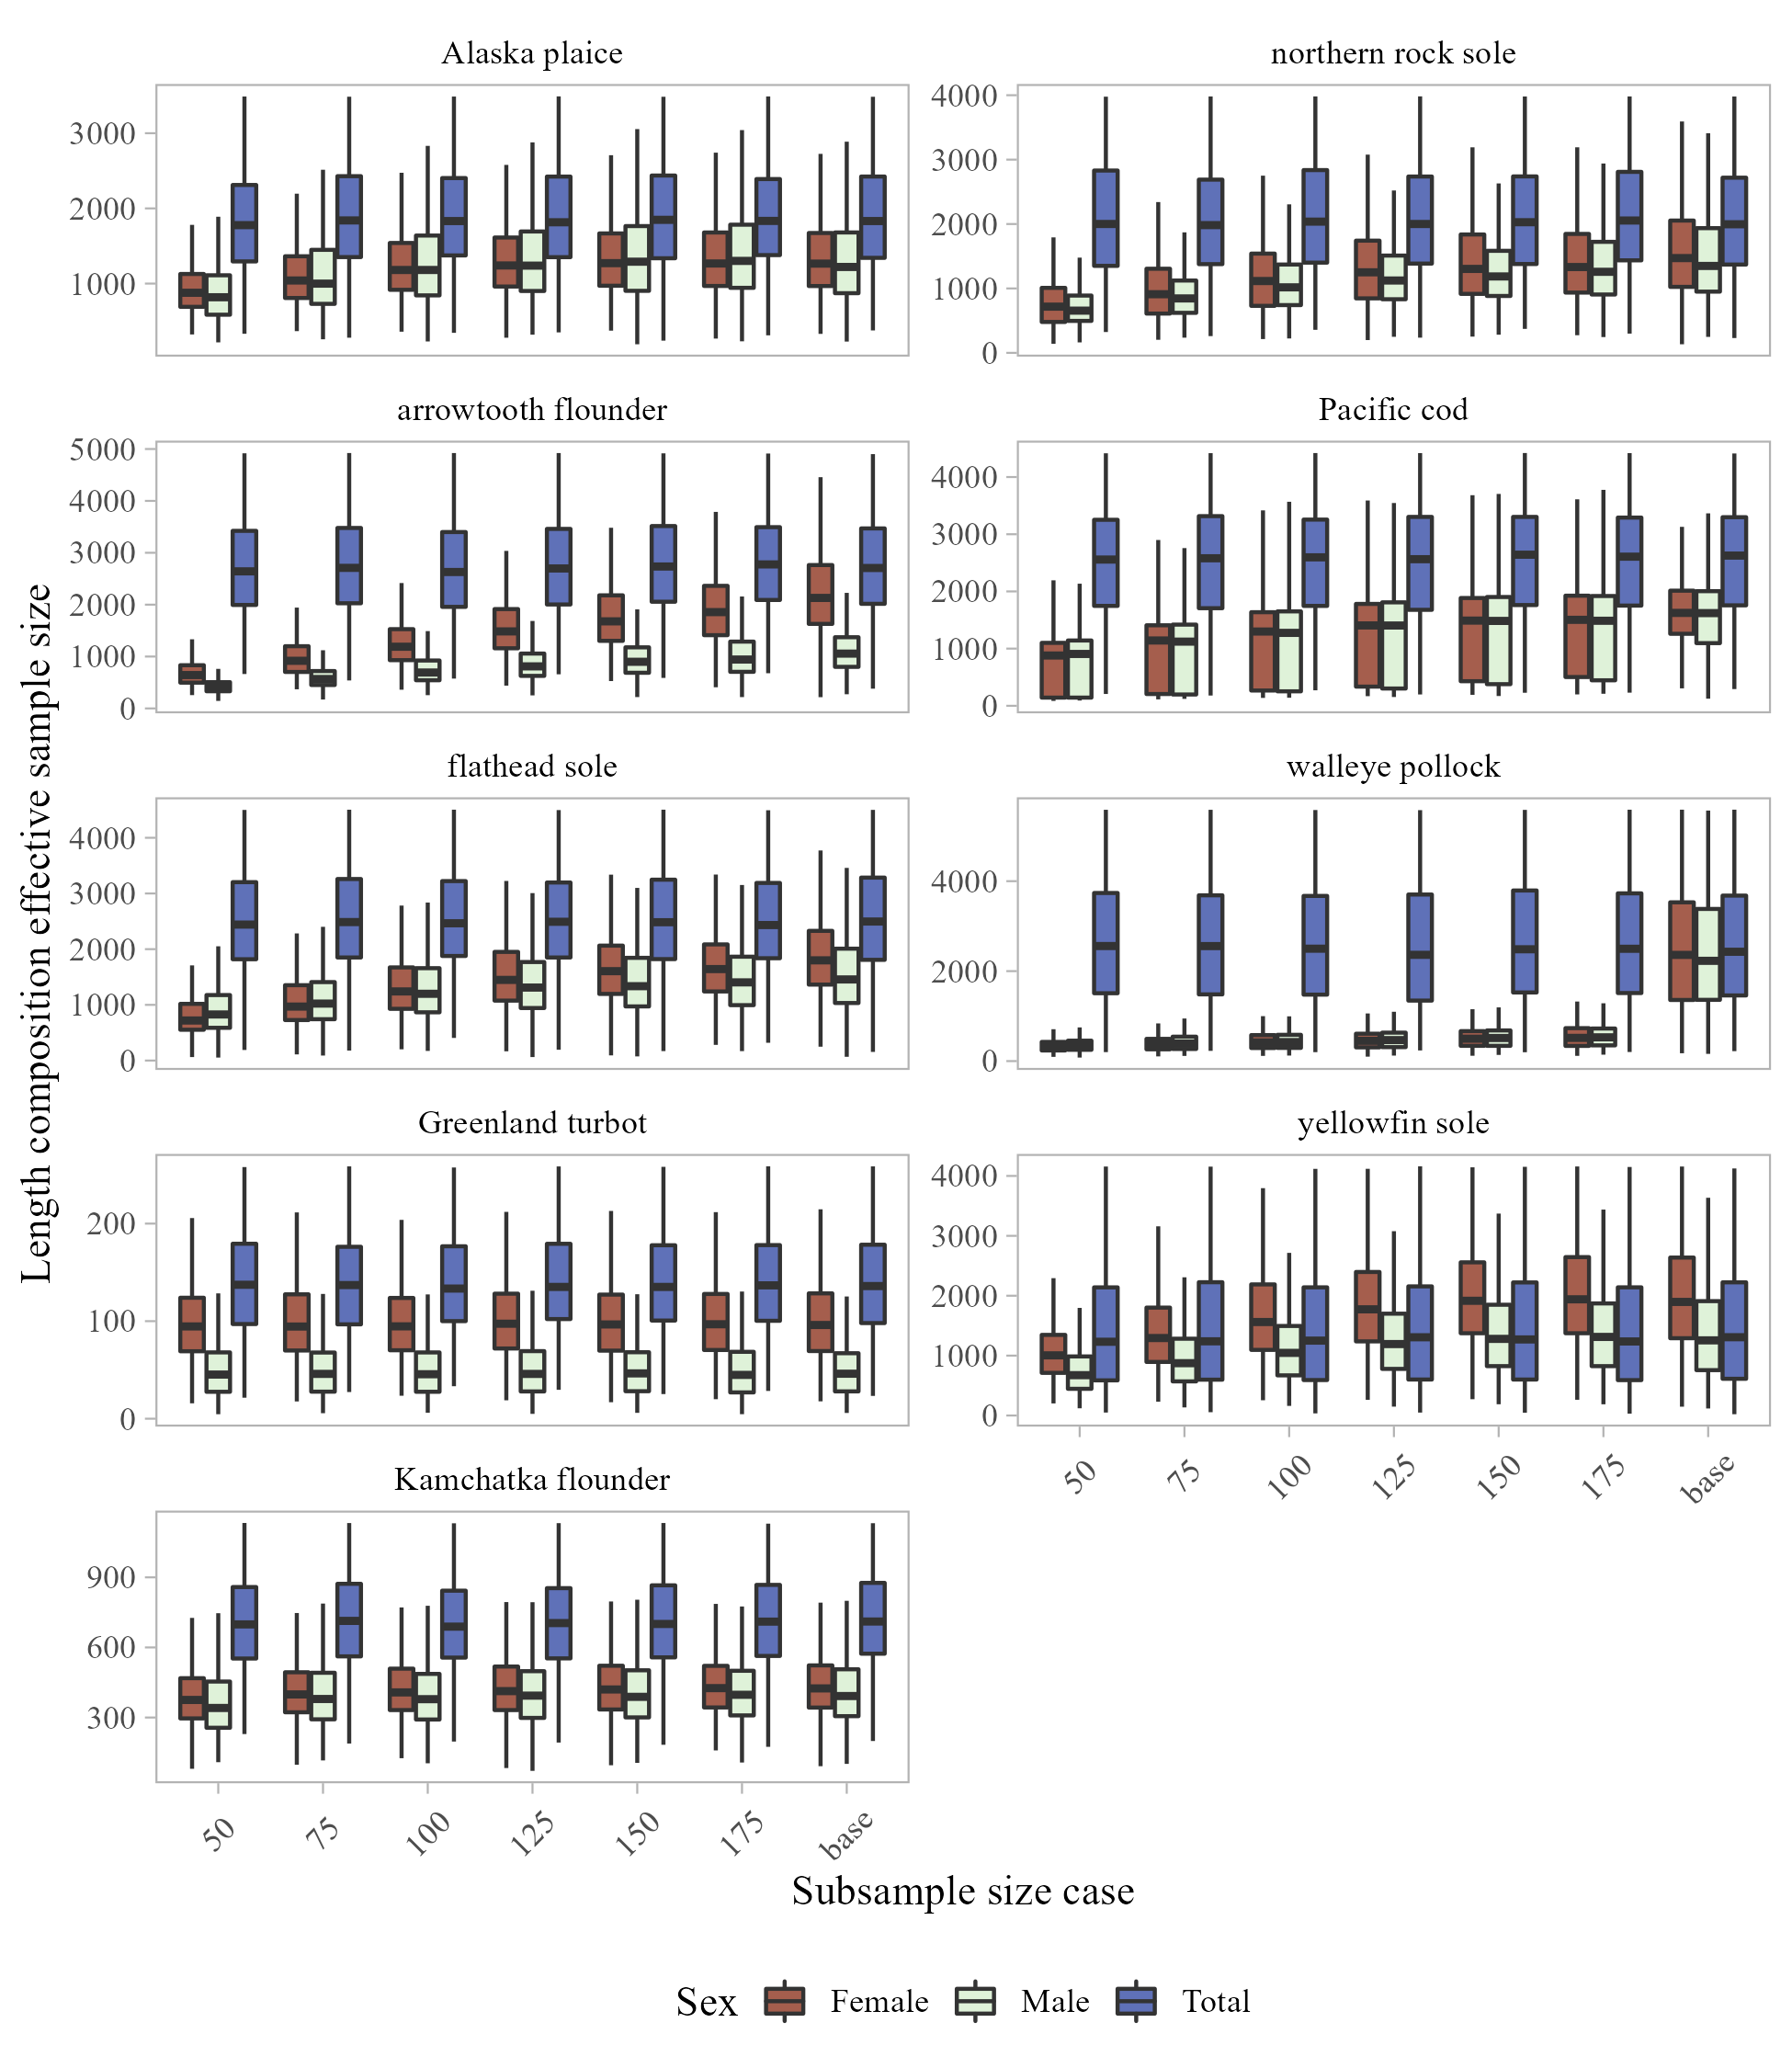 Alaska plaice
northern rock sole
3000
2000
1000
4000
3000
2000
1000
0
arrowtooth flounder
Pacific cod
5000
4000
3000
2000
1000
0
4000
3000
2000
1000
0
flathead sole
walleye pollock
4000
3000
2000
1000
0
4000
2000
0
Length composition effective sample size
Greenland turbot
yellowfin sole
200
100
0
4000
3000
2000
1000
0
50 75 100 125 150 175 base
Kamchatka flounder
900
600
300
50 75 100 125 150 175 base
Subsample size case
Sex Female Male Total